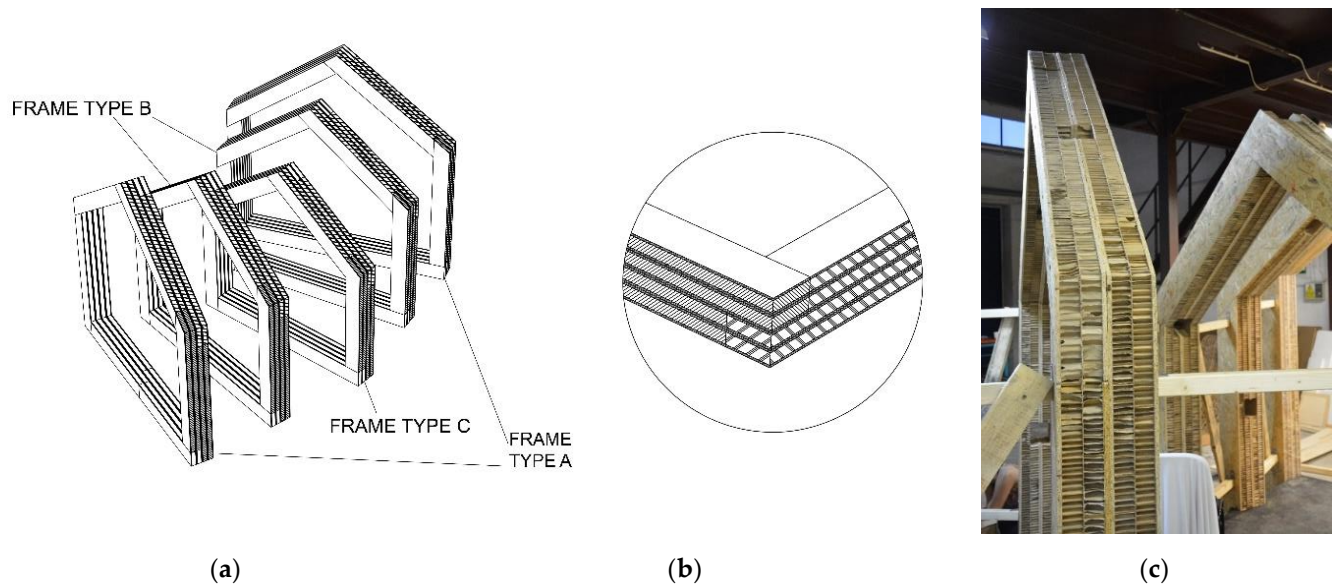 FRAME TYPE B
FRAME TYPE C
FRAME
TYPE A
(a)
(b)
(c)